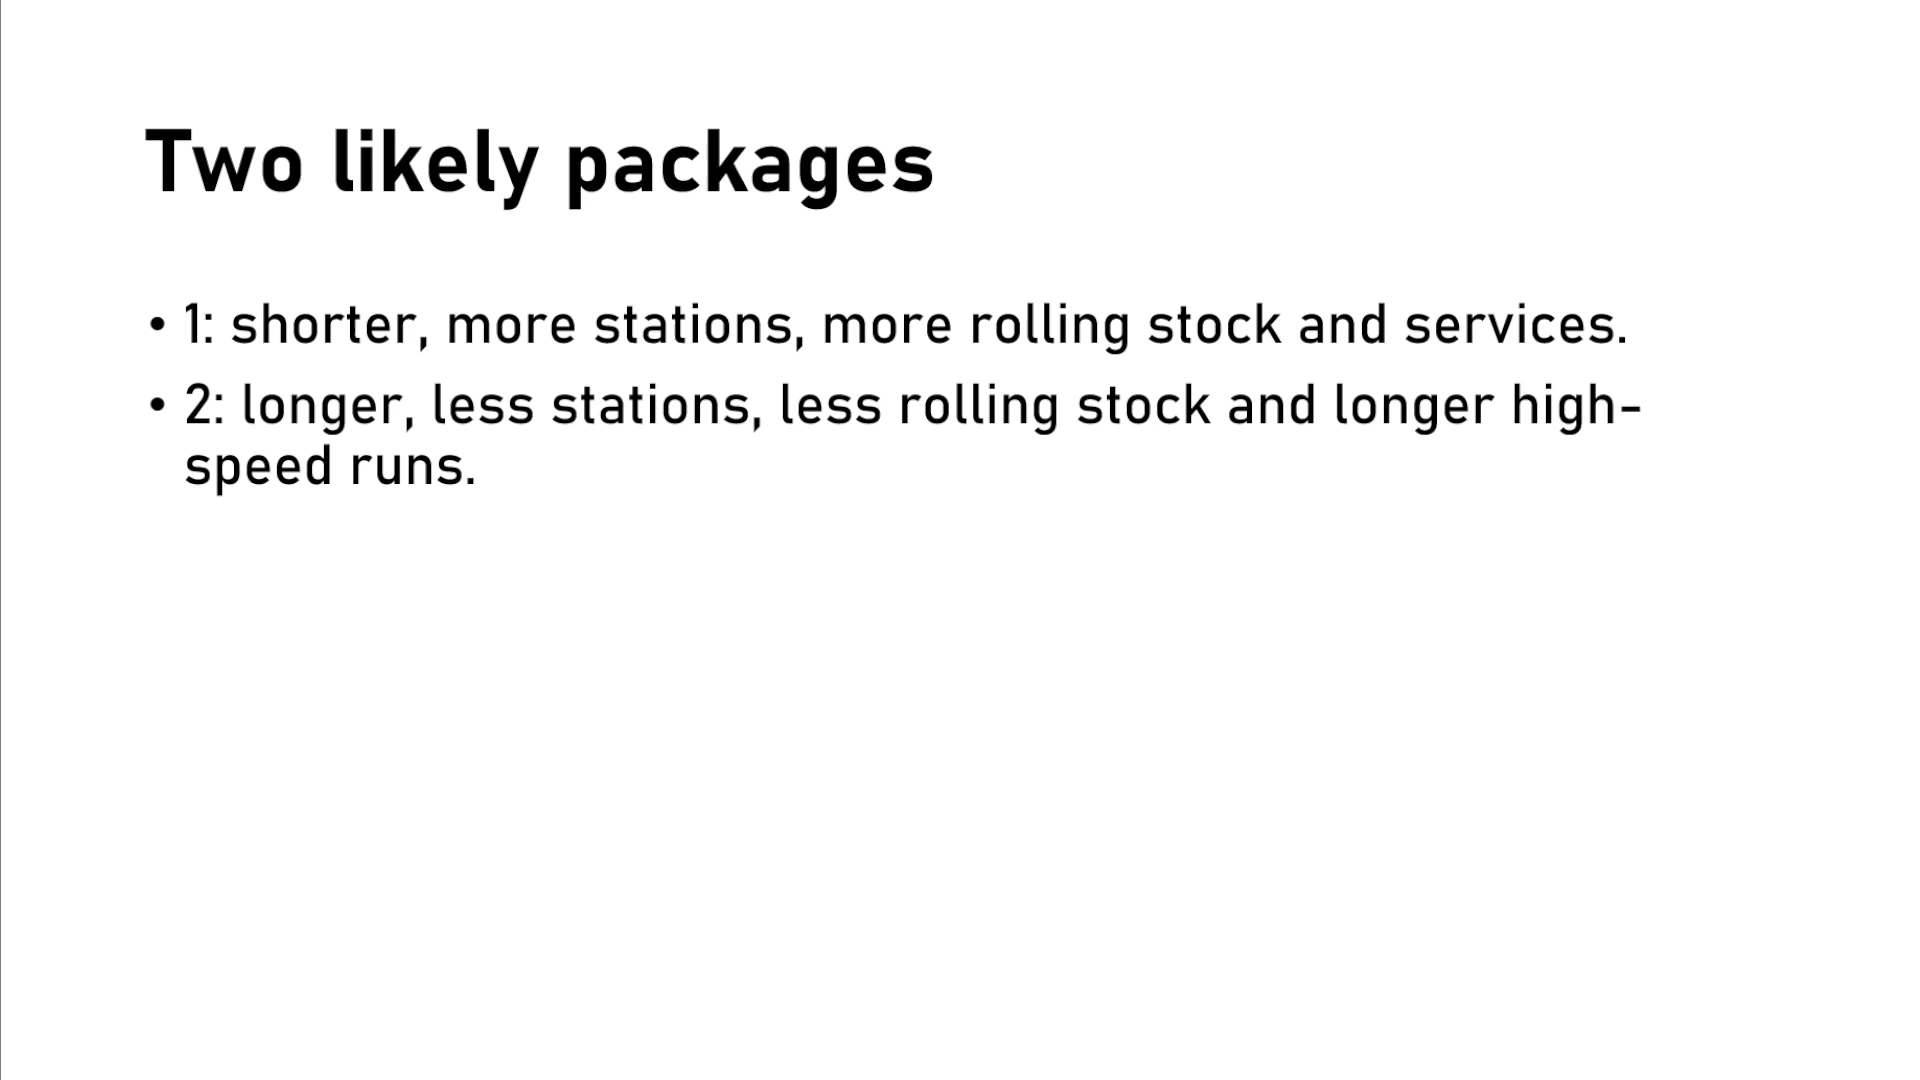 Two likely packages
• 1: shorter, more stations, more rolling stock and services.
• 2: longer, less stations, less rolling stock and longer high-
speed runs.